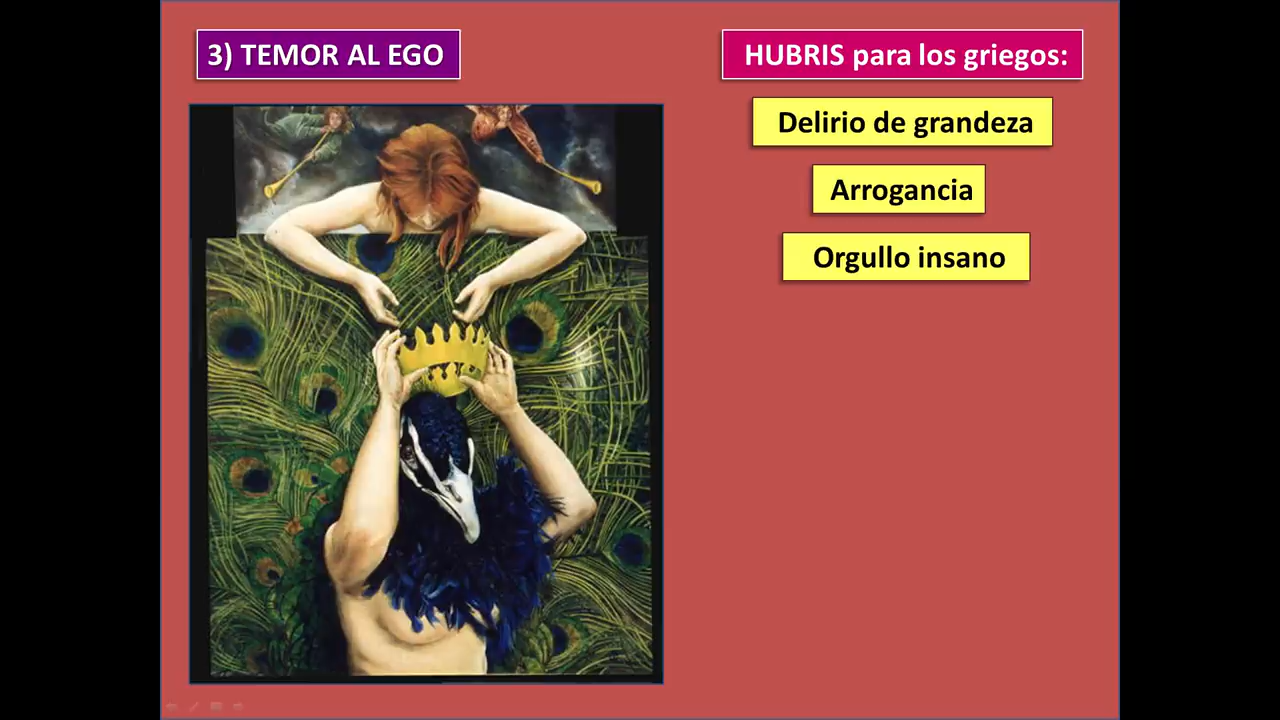 3) TEMOR AL EGO
HUBRIS para los griegos:
Delirio de grandeza
Arrogancia
Orgullo insano